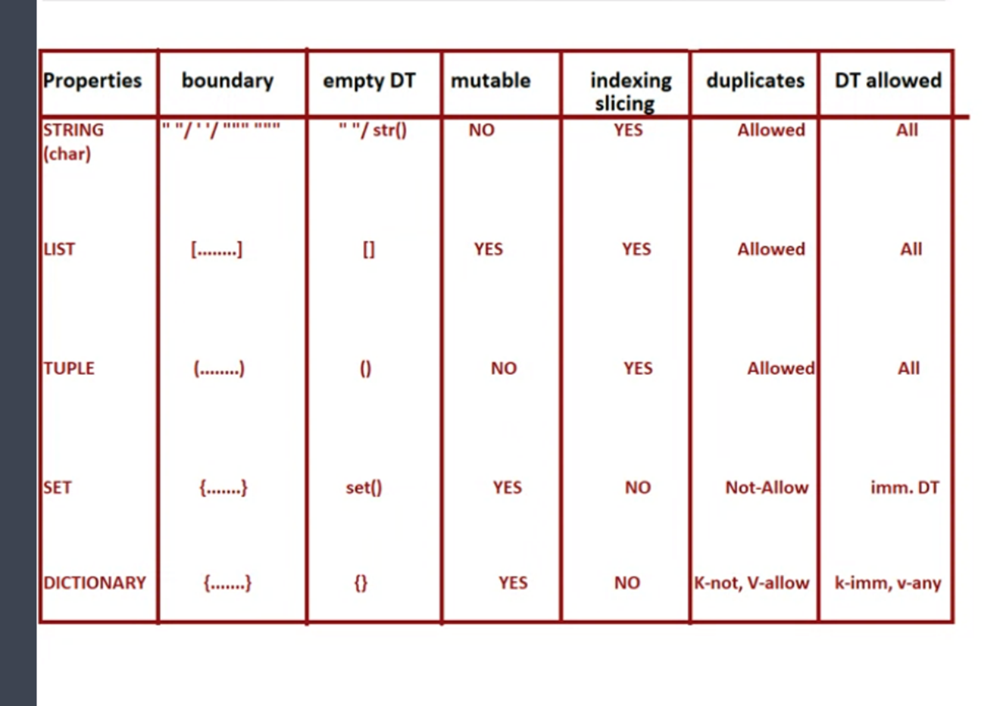 Properties boundary empty DT mutable indexing slicing duplicates DT allowed
STRING (char) " "/ ' '/ """ """ " "/ str() NO YES Allowed All
LIST [........] [] YES YES Allowed All
TUPLE (........) () NO YES Allowed All
SET {.......} set() YES NO Not-Allow imm. DT
DICTIONARY {.......} {} YES NO K-not, V-allow k-imm, v-any